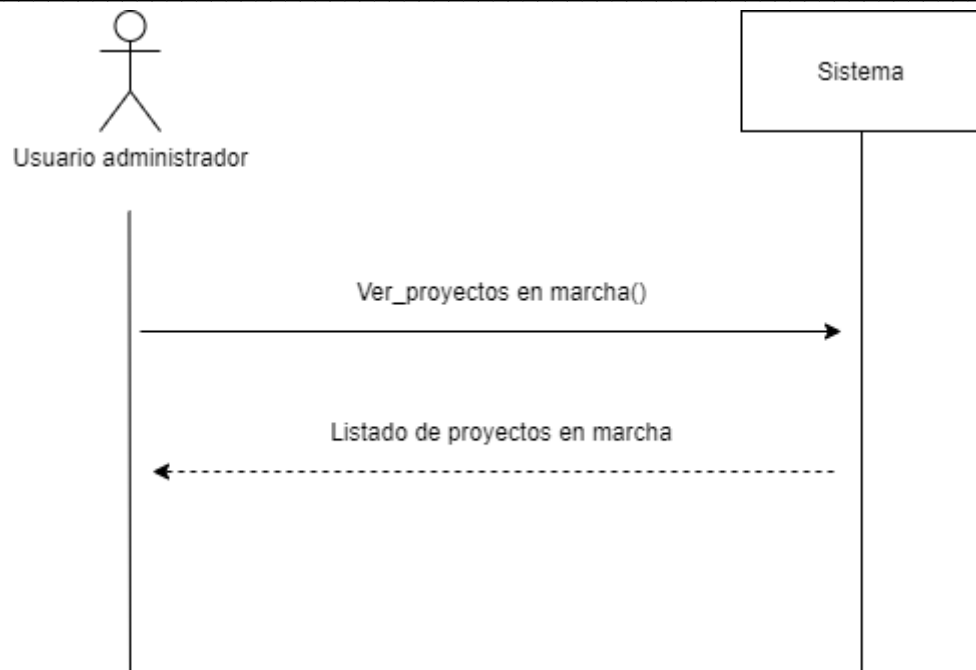 Sistema
Usuario administrador
Ver_proyectos en marcha()
Listado de proyectos en marcha